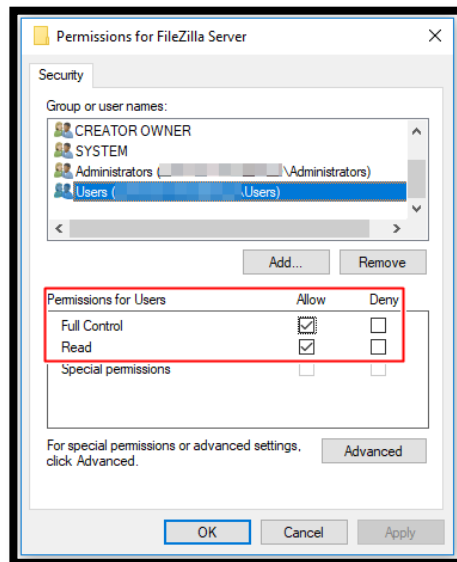 Permissions for FileZilla Server
Security
Group or user names:
CREATOR OWNER
SYSTEM
Administrators ( \Administrators)
Users ( \Users)
Add... Remove
Permissions for Users Allow Deny
Full Control
Read
Special permissions
For special permissions or advanced settings, Advanced
click Advanced.
OK Cancel Apply